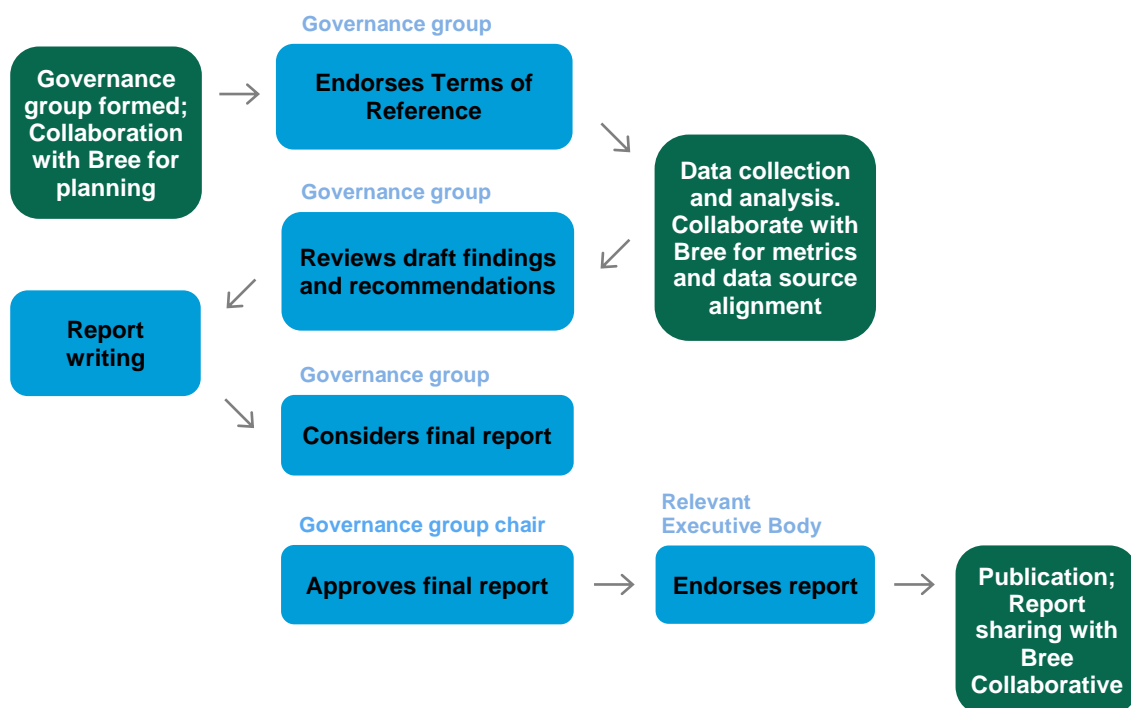 Governance group
Governance
group formed;
Collaboration
with Bree for
planning
Endorses Terms of
Reference
Data collection
and analysis.
Collaborate with
Bree for metrics
and data source
alignment
Governance group
Reviews draft findings
and recommendations
Report
writing
Governance group
Considers final report
Governance group chair
Approves final report
Relevant
Executive Body
Endorses report
Publication;
Report
sharing with
Bree
Collaborative